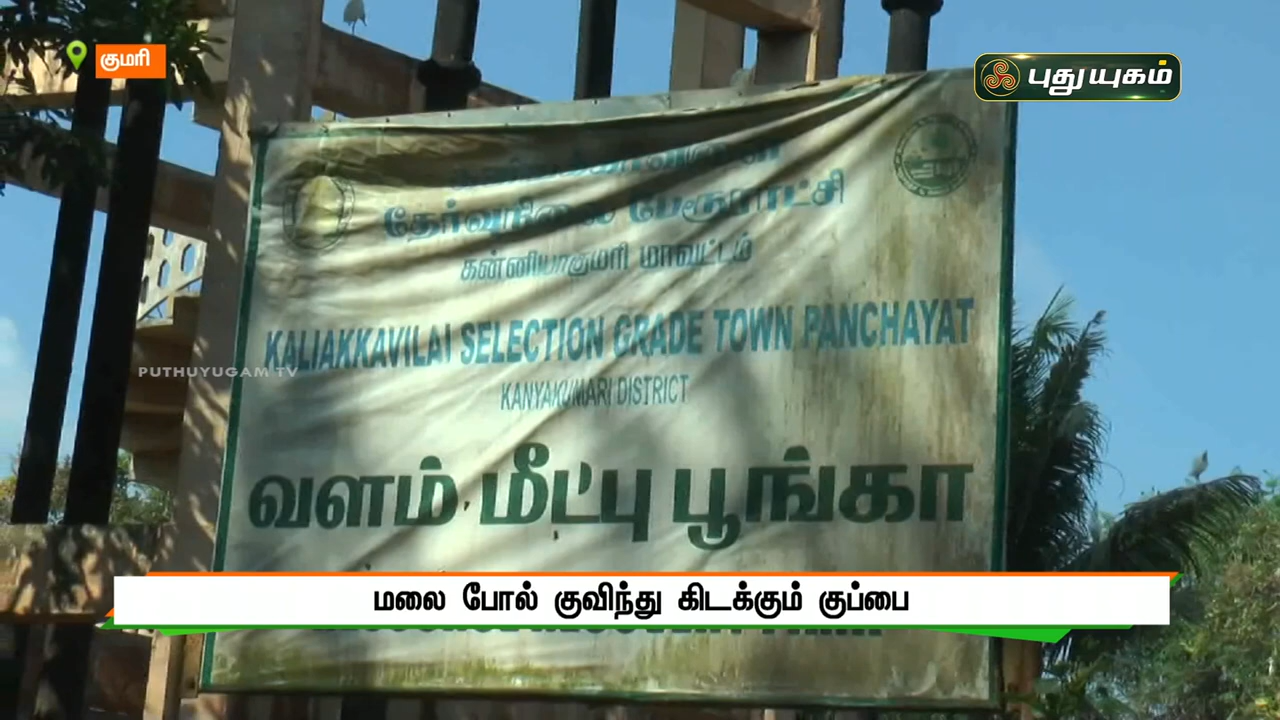 குமரி
புதுயுகம்
தேர்வுநிலை பேரூராட்சி
கன்னியாகுமரி மாவட்டம்
KALIAKKAVILAI SELECTION GRADE TOWN PANCHAYAT
PUTHUYUGAM TV
KANYAKUMARI DISTRICT
வளம் மீட்பு பூங்கா
மலை போல் குவிந்து கிடக்கும் குப்பை